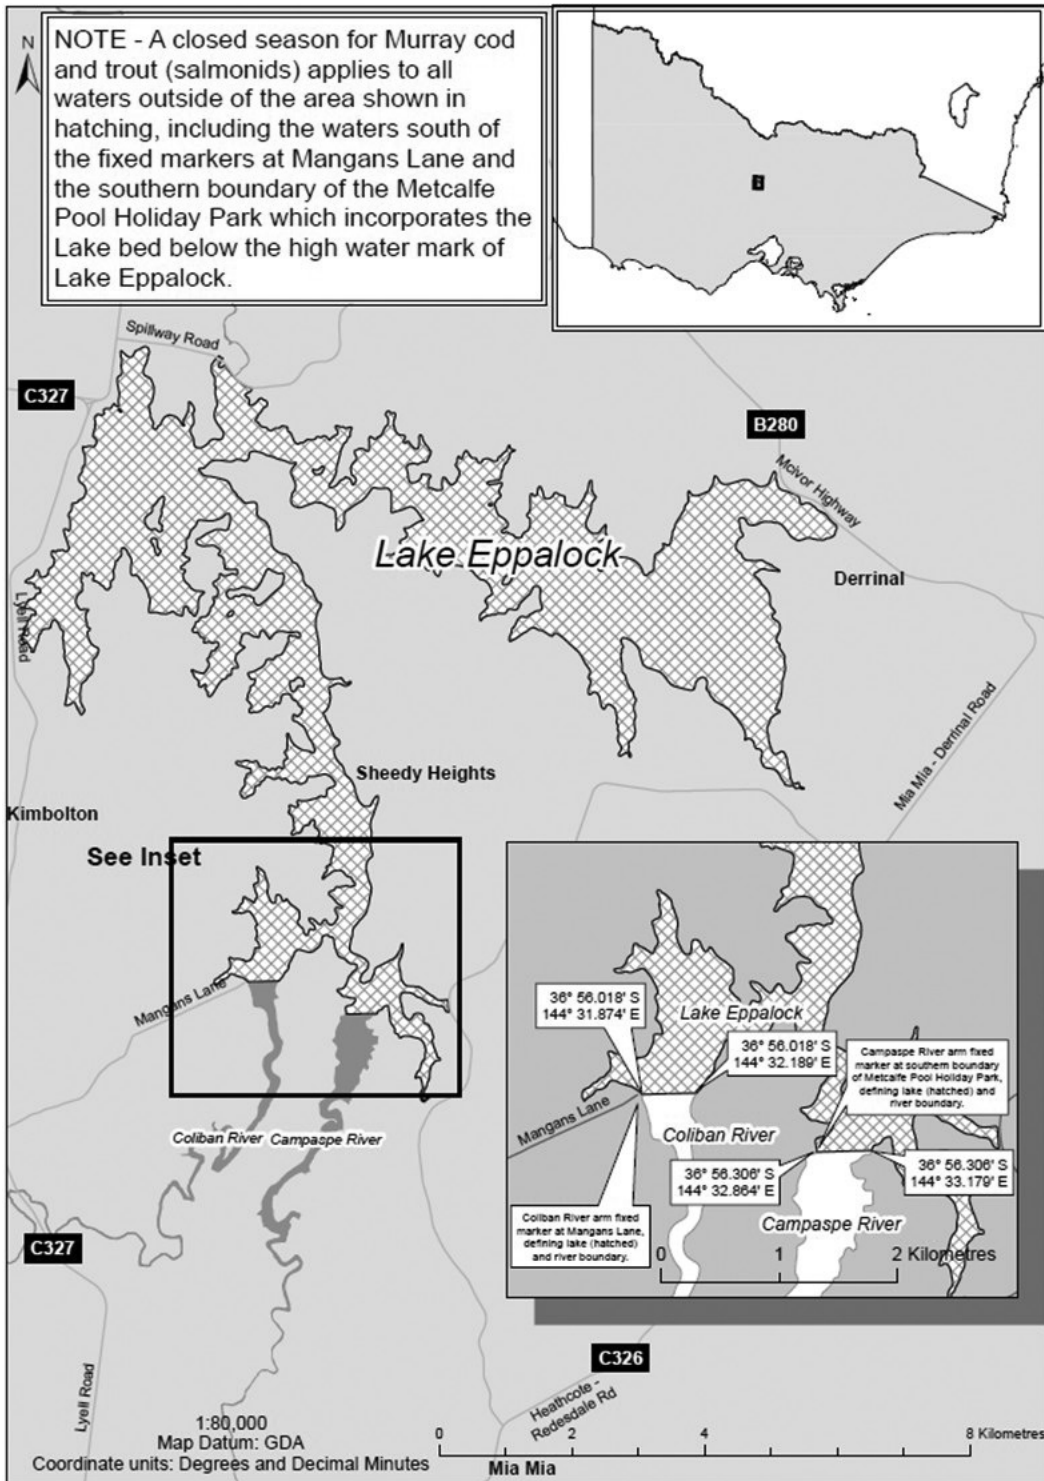 N
NOTE - A closed season for Murray cod
and trout (salmonids) applies to all
waters outside of the area shown in
hatching, including the waters south of
the fixed markers at Mangans Lane and
the southern boundary of the Metcalfe
Pool Holiday Park which incorporates the
Lake bed below the high water mark of
Lake Eppalock.
Spillway Road
C327
B280
McIvor Highway
Lake Eppalock
Derrinal
Lyell Road
Mia Mia - Derrinal Road
Sheedy Heights
Kimbolton
See Inset
Mangans Lane
Coliban River
Campaspe River
36° 56.018' S
144° 31.874' E
Lake Eppalock
36° 56.018' S
144° 32.189' E
Campaspe River arm fixed
marker at southern boundary
of Metcalfe Pool Holiday Park,
defining lake (hatched) and
river boundary.
Mangans Lane
Coliban River
36° 56.306' S
144° 32.864' E
36° 56.306' S
144° 33.179' E
Coliban River arm fixed
marker at Mangans Lane,
defining lake (hatched)
and river boundary.
Campaspe River
0 1 2 Kilometres
C327
C326
Lyell Road
Heathcote -
Redesdale Rd
1:80,000
Map Datum: GDA
Coordinate units: Degrees and Decimal Minutes
0 2 4 8 Kilometres
Mia Mia